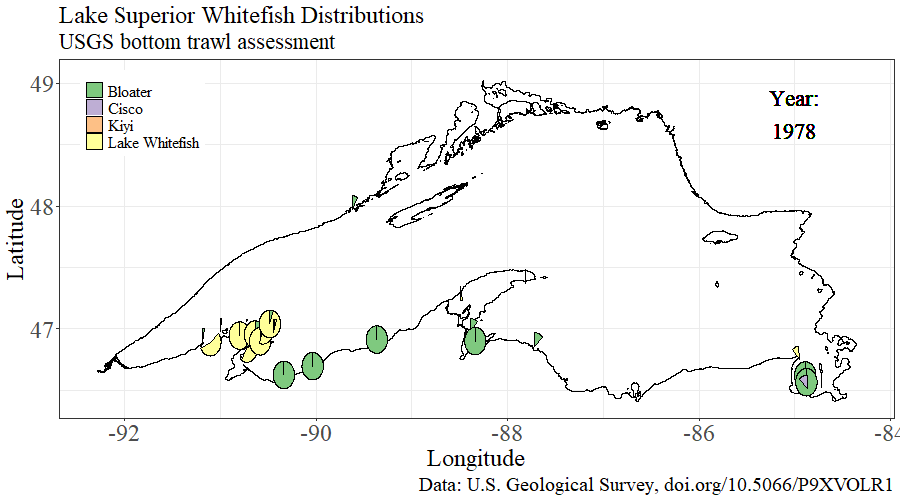 Lake Superior Whitefish Distributions
USGS bottom trawl assessment
49
48
47
Latitude
Bloater
Cisco
Kiyi
Lake Whitefish
Year:
1978
-92
-90
-88
-86
-84
Longitude
Data: U.S. Geological Survey, doi.org/10.5066/P9XVOLR1